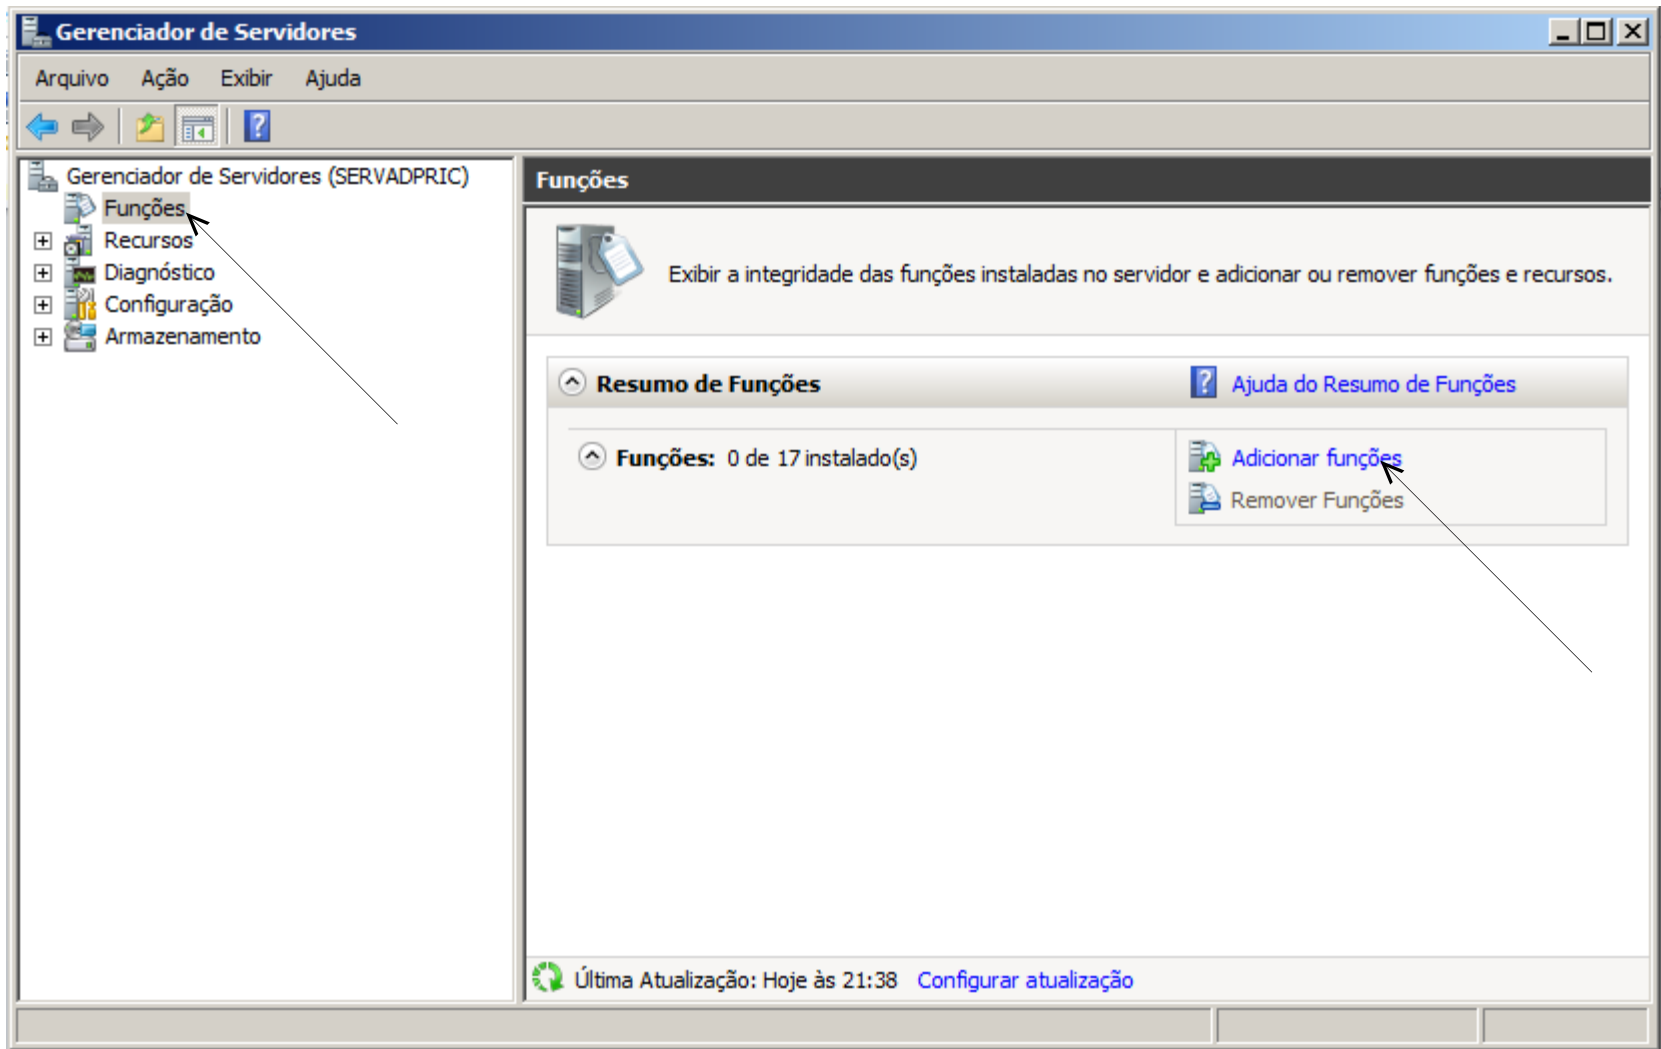 Gerenciador de Servidores
Arquivo Ação Exibir Ajuda
Gerenciador de Servidores (SERVADPRIC)
Funções
Recursos
Diagnóstico
Configuração
Armazenamento
Funções
Exibir a integridade das funções instaladas no servidor e adicionar ou remover funções e recursos.
Resumo de Funções
Ajuda do Resumo de Funções
Funções: 0 de 17 instalado(s)
Adicionar funções
Remover Funções
Última Atualização: Hoje às 21:38 Configurar atualização